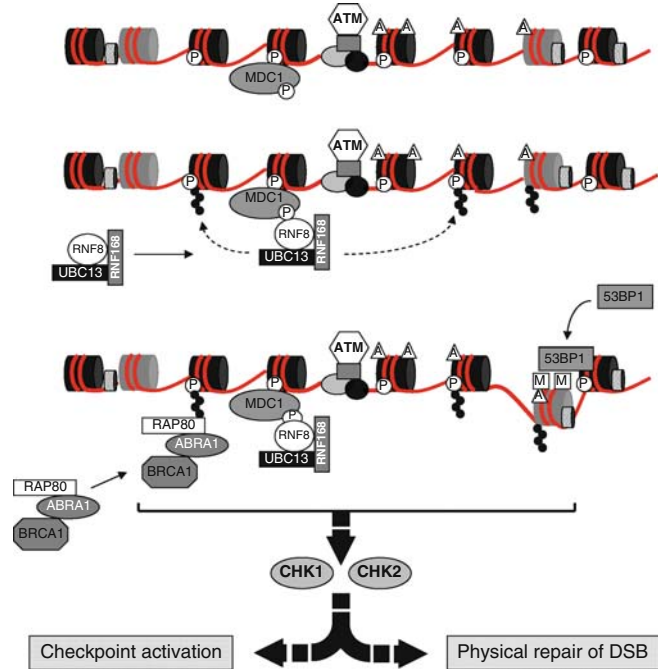 ATM
A A A A
P P P P P
MDC1
P
ATM
A A A A
P P P P P
MDC1
P
RNF8
RNF168
UBC13
RNF8
RNF168
UBC13
53BP1
ATM
53BP1
A A A
M M
P P P P
A
MDC1
P
RAP80
RNF8
RNF168
ABRA1
UBC13
BRCA1
RAP80
ABRA1
BRCA1
CHK1 CHK2
Checkpoint activation
Physical repair of DSB